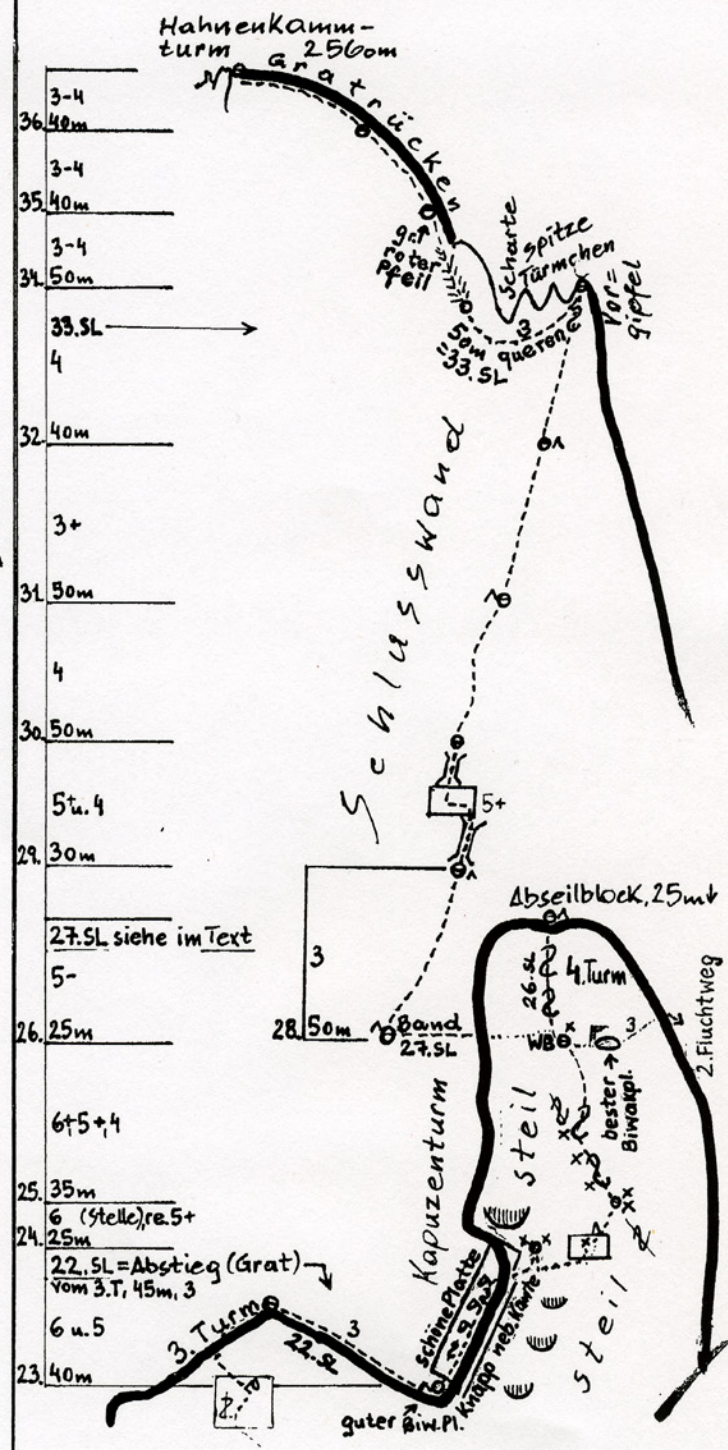 Hahnenkamm-
turm 2560m
Gratrücken
3-4
36. 40m
3-4
35. 40m
gr.
roter
Pfeil
Scharte
spitze
Türmchen
Vor=
gipfel
3-4
34. 50m
33.SL
4
3
queren
50m
=33.SL
32. 40m
Schlusswand
3+
31. 50m
4
30. 50m
5+u.4
5+
29. 30m
Abseilblock, 25m
27.SL siehe im Text
3
26.SL
4.Turm
5-
28. 50m
Band
27.SL
26. 25m
WB
3
2.Fluchtweg
bester
Biwakpl.
steil
Kapuzenturm
6+,5+,4
25. 35m
6 (Stelle), re.5+
24. 25m
22.SL=Abstieg (Grat)
vom 3.T, 45m, 3
schöne Platte
Knapp neb. Kante
steil
6 u.5
3. Turm
3
22.SL
23. 40m
guter Biw.Pl.